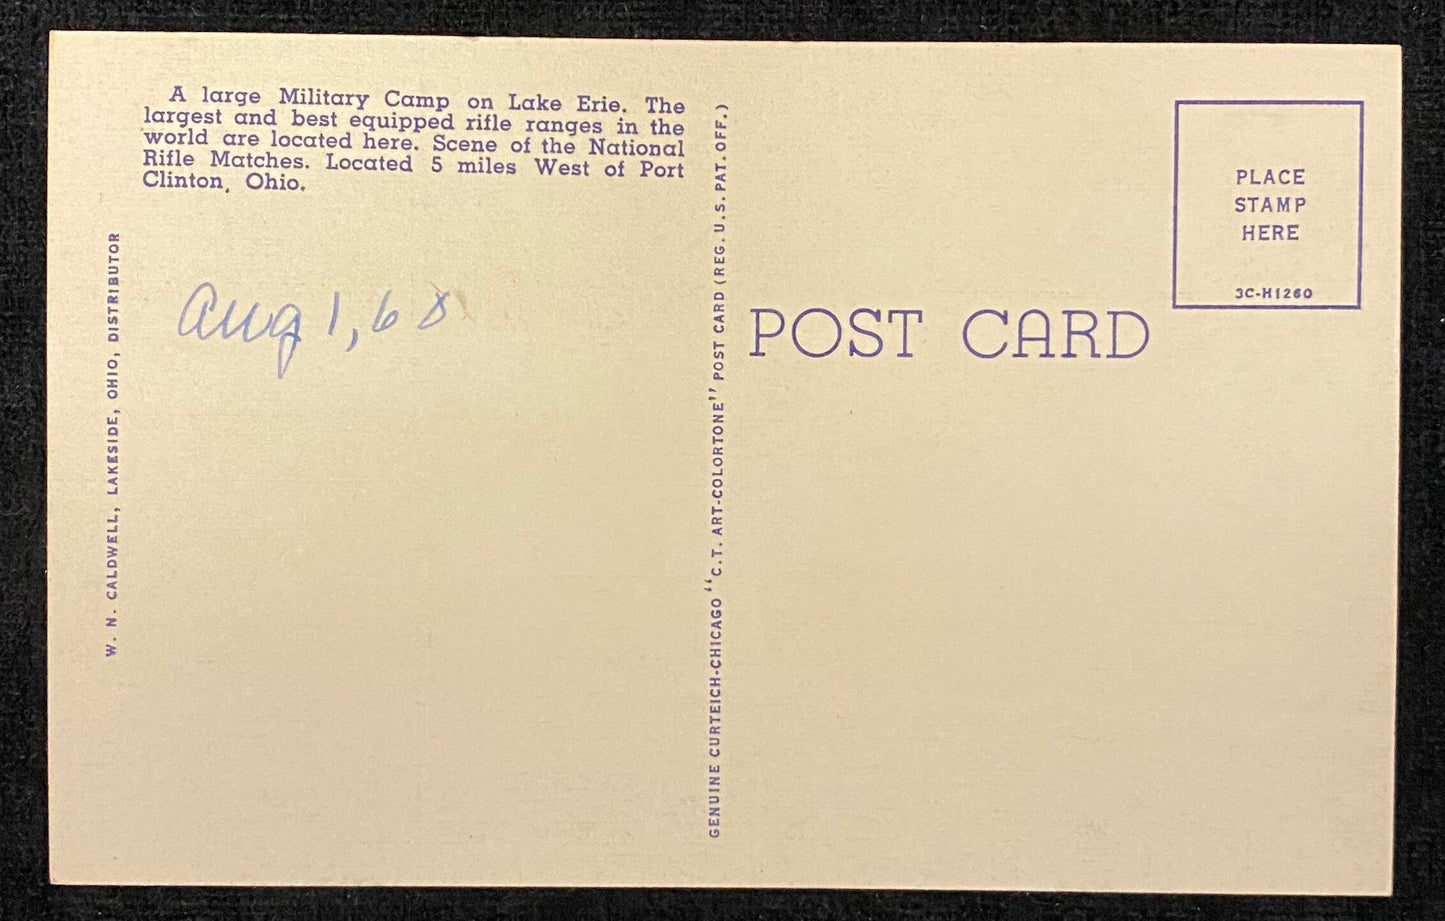 A large Military Camp on Lake Erie. The
largest and best equipped rifle ranges in the
world are located here. Scene of the National
Rifle Matches. Located 5 miles West of Port
Clinton, Ohio.
W. N. CALDWELL, LAKESIDE, OHIO, DISTRIBUTOR
Aug 1, 68
GENUINE CURTEICH-CHICAGO "C.T. ART-COLORTONE" POST CARD (REG. U.S. PAT. OFF.)
POST CARD
PLACE
STAMP
HERE
3C-H1260